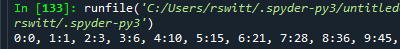 In [133]: runfile('C:/Users/rswitt/.spyder-py3/untitled
rswitt/.spyder-py3')
0:0, 1:1, 2:3, 3:6, 4:10, 5:15, 6:21, 7:28, 8:36, 9:45,